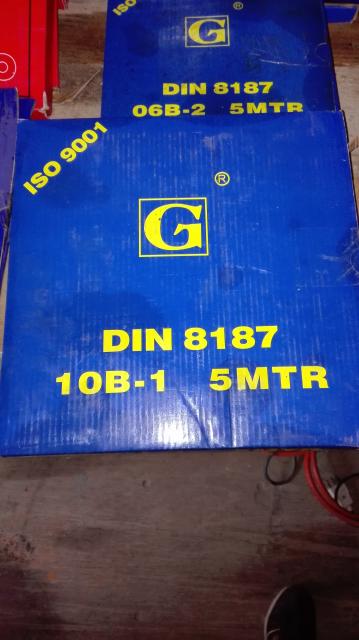 ISO
G ®
DIN 8187
06B-2 5MTR
ISO 9001
G ®
DIN 8187
10B-1 5MTR